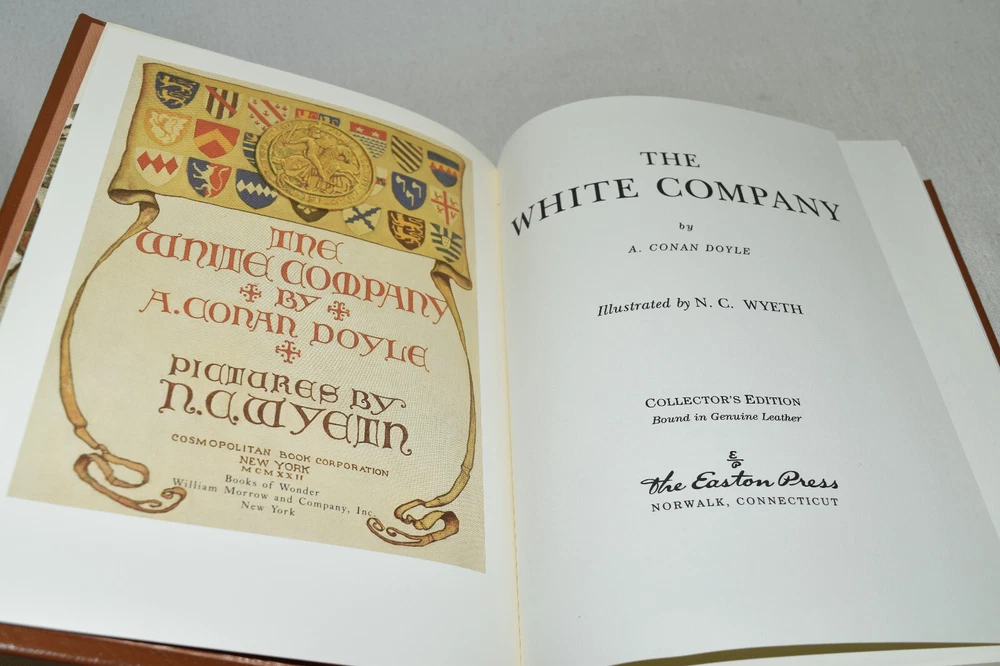 THE
WHITE COMPANY
BY
A. CONAN DOYLE
PICTURES BY
N.C. WYETH
COSMOPOLITAN BOOK CORPORATION
NEW YORK
MCMXXII
Books of Wonder
William Morrow and Company, Inc.
New York
THE
WHITE COMPANY
by
A. CONAN DOYLE
Illustrated by N. C. WYETH
COLLECTOR'S EDITION
Bound in Genuine Leather
E
P
the Easton Press
NORWALK, CONNECTICUT